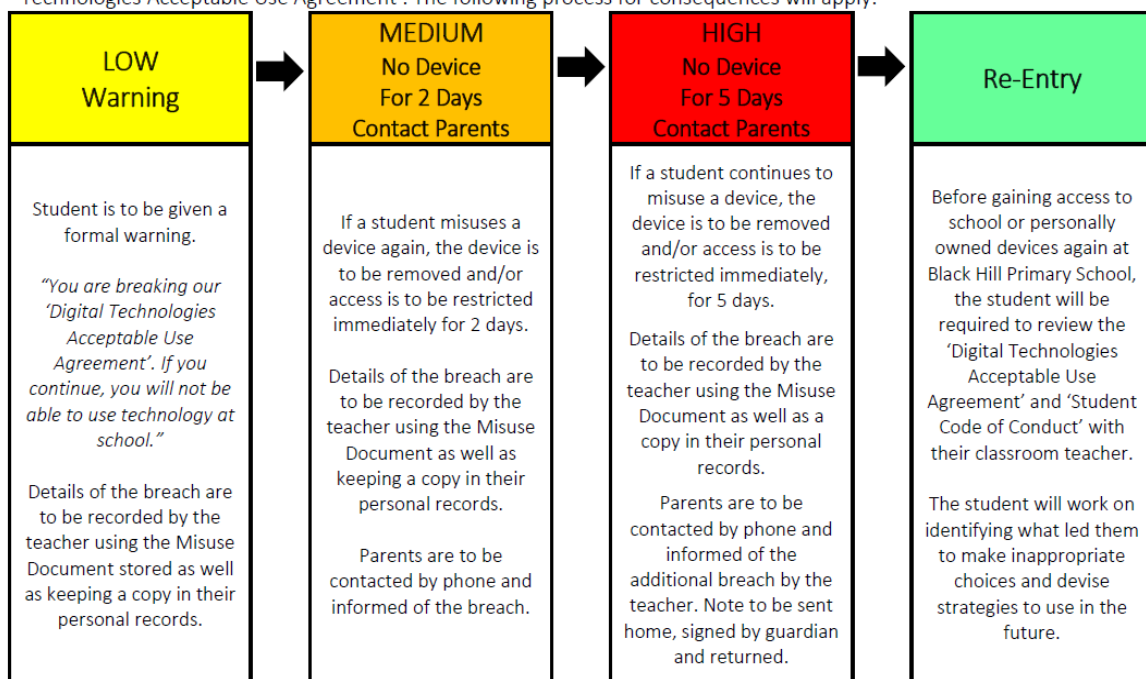 Technologies Acceptable Use Agreement'. The following process for consequences will apply:
LOW
Warning
Student is to be given a
formal warning.
"You are breaking our
'Digital Technologies
Acceptable Use
Agreement'. If you
continue, you will not be
able to use technology at
school."
Details of the breach are
to be recorded by the
teacher using the Misuse
Document stored as well
as keeping a copy in their
personal records.
MEDIUM
No Device
For 2 Days
Contact Parents
If a student misuses a
device again, the device is
to be removed and/or
access is to be restricted
immediately for 2 days.
Details of the breach are
to be recorded by the
teacher using the Misuse
Document as well as
keeping a copy in their
personal records.
Parents are to be
contacted by phone and
informed of the breach.
HIGH
No Device
For 5 Days
Contact Parents
If a student continues to
misuse a device, the
device is to be removed
and/or access is to be
restricted immediately,
for 5 days.
Details of the breach are
to be recorded by the
teacher using the Misuse
Document as well as a
copy in their personal
records.
Parents are to be
contacted by phone and
informed of the
additional breach by the
teacher. Note to be sent
home, signed by guardian
and returned.
Re-Entry
Before gaining access to
school or personally
owned devices again at
Black Hill Primary School,
the student will be
required to review the
'Digital Technologies
Acceptable Use
Agreement' and 'Student
Code of Conduct' with
their classroom teacher.
The student will work on
identifying what led them
to make inappropriate
choices and devise
strategies to use in the
future.